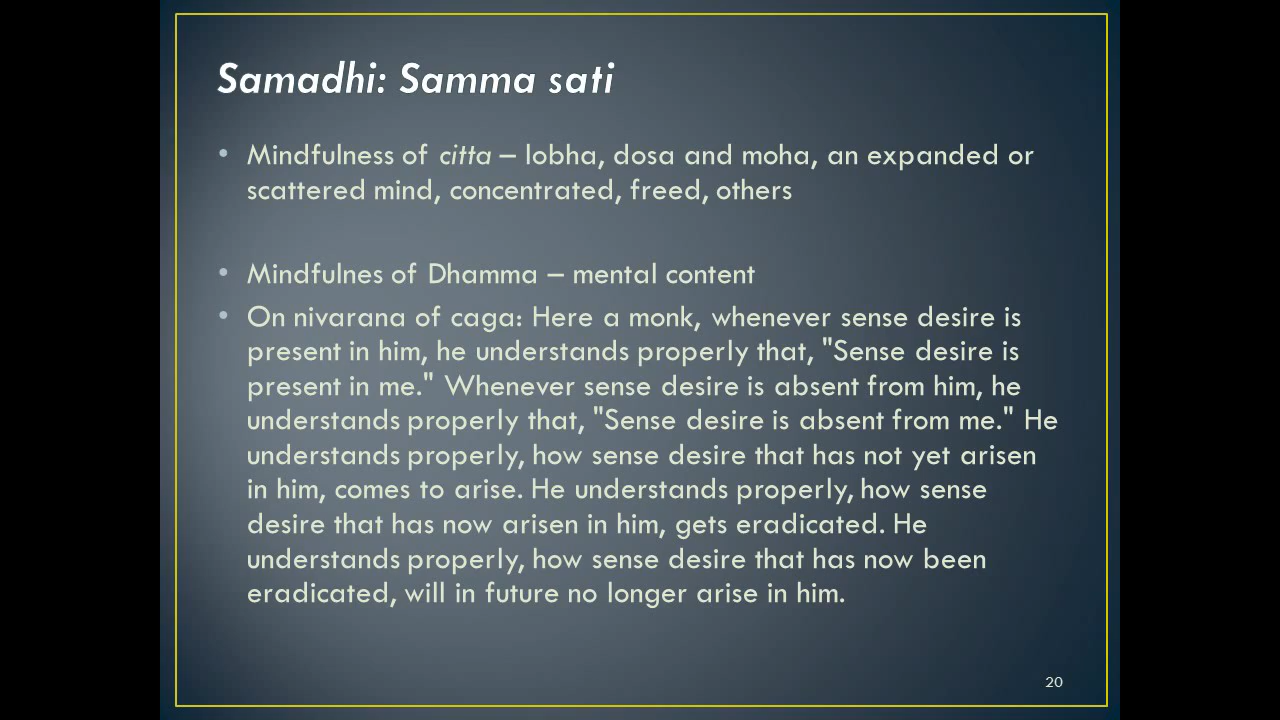 Samadhi: Samma sati
• Mindfulness of citta – lobha, dosa and moha, an expanded or
scattered mind, concentrated, freed, others
• Mindfulnes of Dhamma – mental content
• On nivarana of caga: Here a monk, whenever sense desire is
present in him, he understands properly that, "Sense desire is
present in me." Whenever sense desire is absent from him, he
understands properly that, "Sense desire is absent from me." He
understands properly, how sense desire that has not yet arisen
in him, comes to arise. He understands properly, how sense
desire that has now arisen in him, gets eradicated. He
understands properly, how sense desire that has now been
eradicated, will in future no longer arise in him.
20